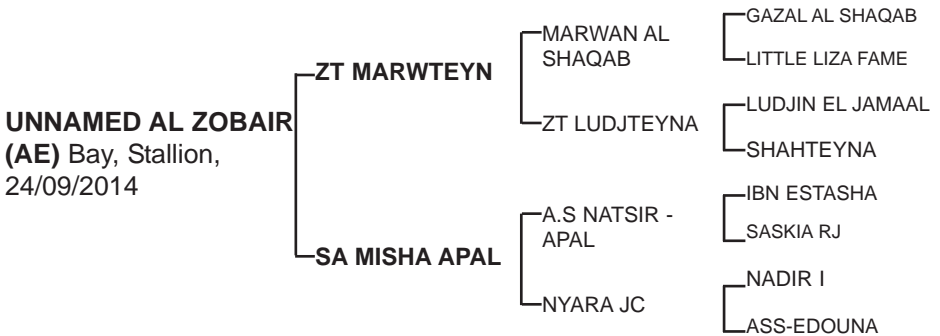 UNNAMED AL ZOBAIR
(AE) Bay, Stallion,
24/09/2014
ZT MARWTEYN
SA MISHA APAL
MARWAN AL
SHAQAB
ZT LUDJTEYNA
A.S NATSIR -
APAL
NYARA JC
GAZAL AL SHAQAB
LITTLE LIZA FAME
LUDJIN EL JAMAAL
SHAHTEYNA
IBN ESTASHA
SASKIA RJ
NADIR I
ASS-EDOUNA